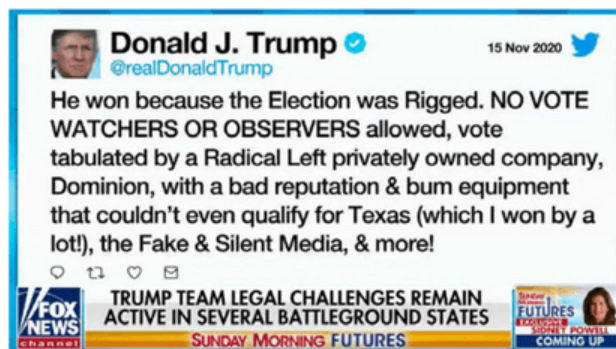 Donald J. Trump
15 Nov 2020
@realDonaldTrump
He won because the Election was Rigged. NO VOTE
WATCHERS OR OBSERVERS allowed, vote
tabulated by a Radical Left privately owned company,
Dominion, with a bad reputation & bum equipment
that couldn't even qualify for Texas (which I won by a
lot!), the Fake & Silent Media, & more!
TRUMP TEAM LEGAL CHALLENGES REMAIN
ACTIVE IN SEVERAL BATTLEGROUND STATES
SUNDAY MORNING FUTURES
FOX
NEWS
channel
SUNDAY
MORNING
FUTURES
EXCLUSIVE
SIDNEY POWELL
COMING UP